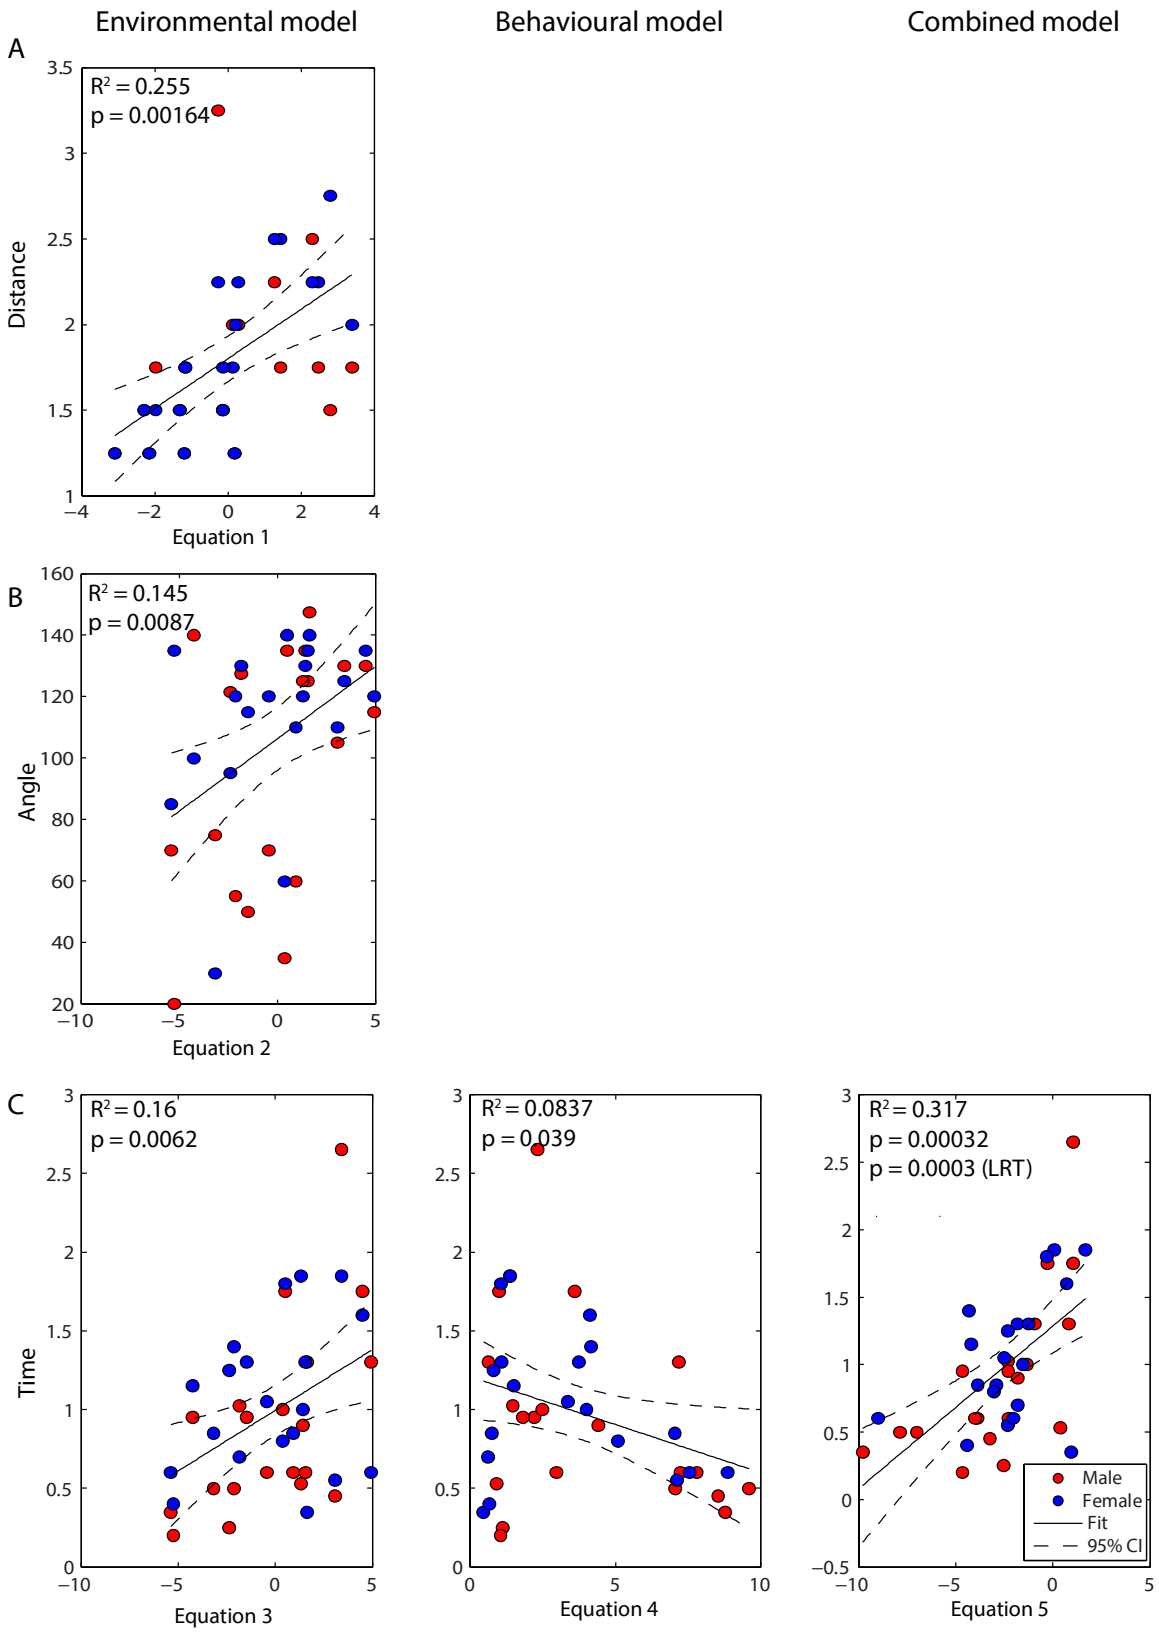 Environmental model Behavioural model Combined model
A
3.5
R² = 0.255
p = 0.00164
3
2.5
2
1.5
1
Distance
−4 −2 0 2 4
Equation 1
B
160
R² = 0.145
p = 0.0087
140
120
100
80
60
40
20
Angle
−10 −5 0 5
Equation 2
C
3
R² = 0.16
p = 0.0062
2.5
2
1.5
1
0.5
0
Time
−10 −5 0 5
Equation 3
3
R² = 0.0837
p = 0.039
2.5
2
1.5
1
0.5
0
0 5 10
Equation 4
3
R² = 0.317
p = 0.00032
p = 0.0003 (LRT)
2.5
2
1.5
1
0.5
0
−0.5
Male
Female
Fit
95% CI
−10 −5 0 5
Equation 5